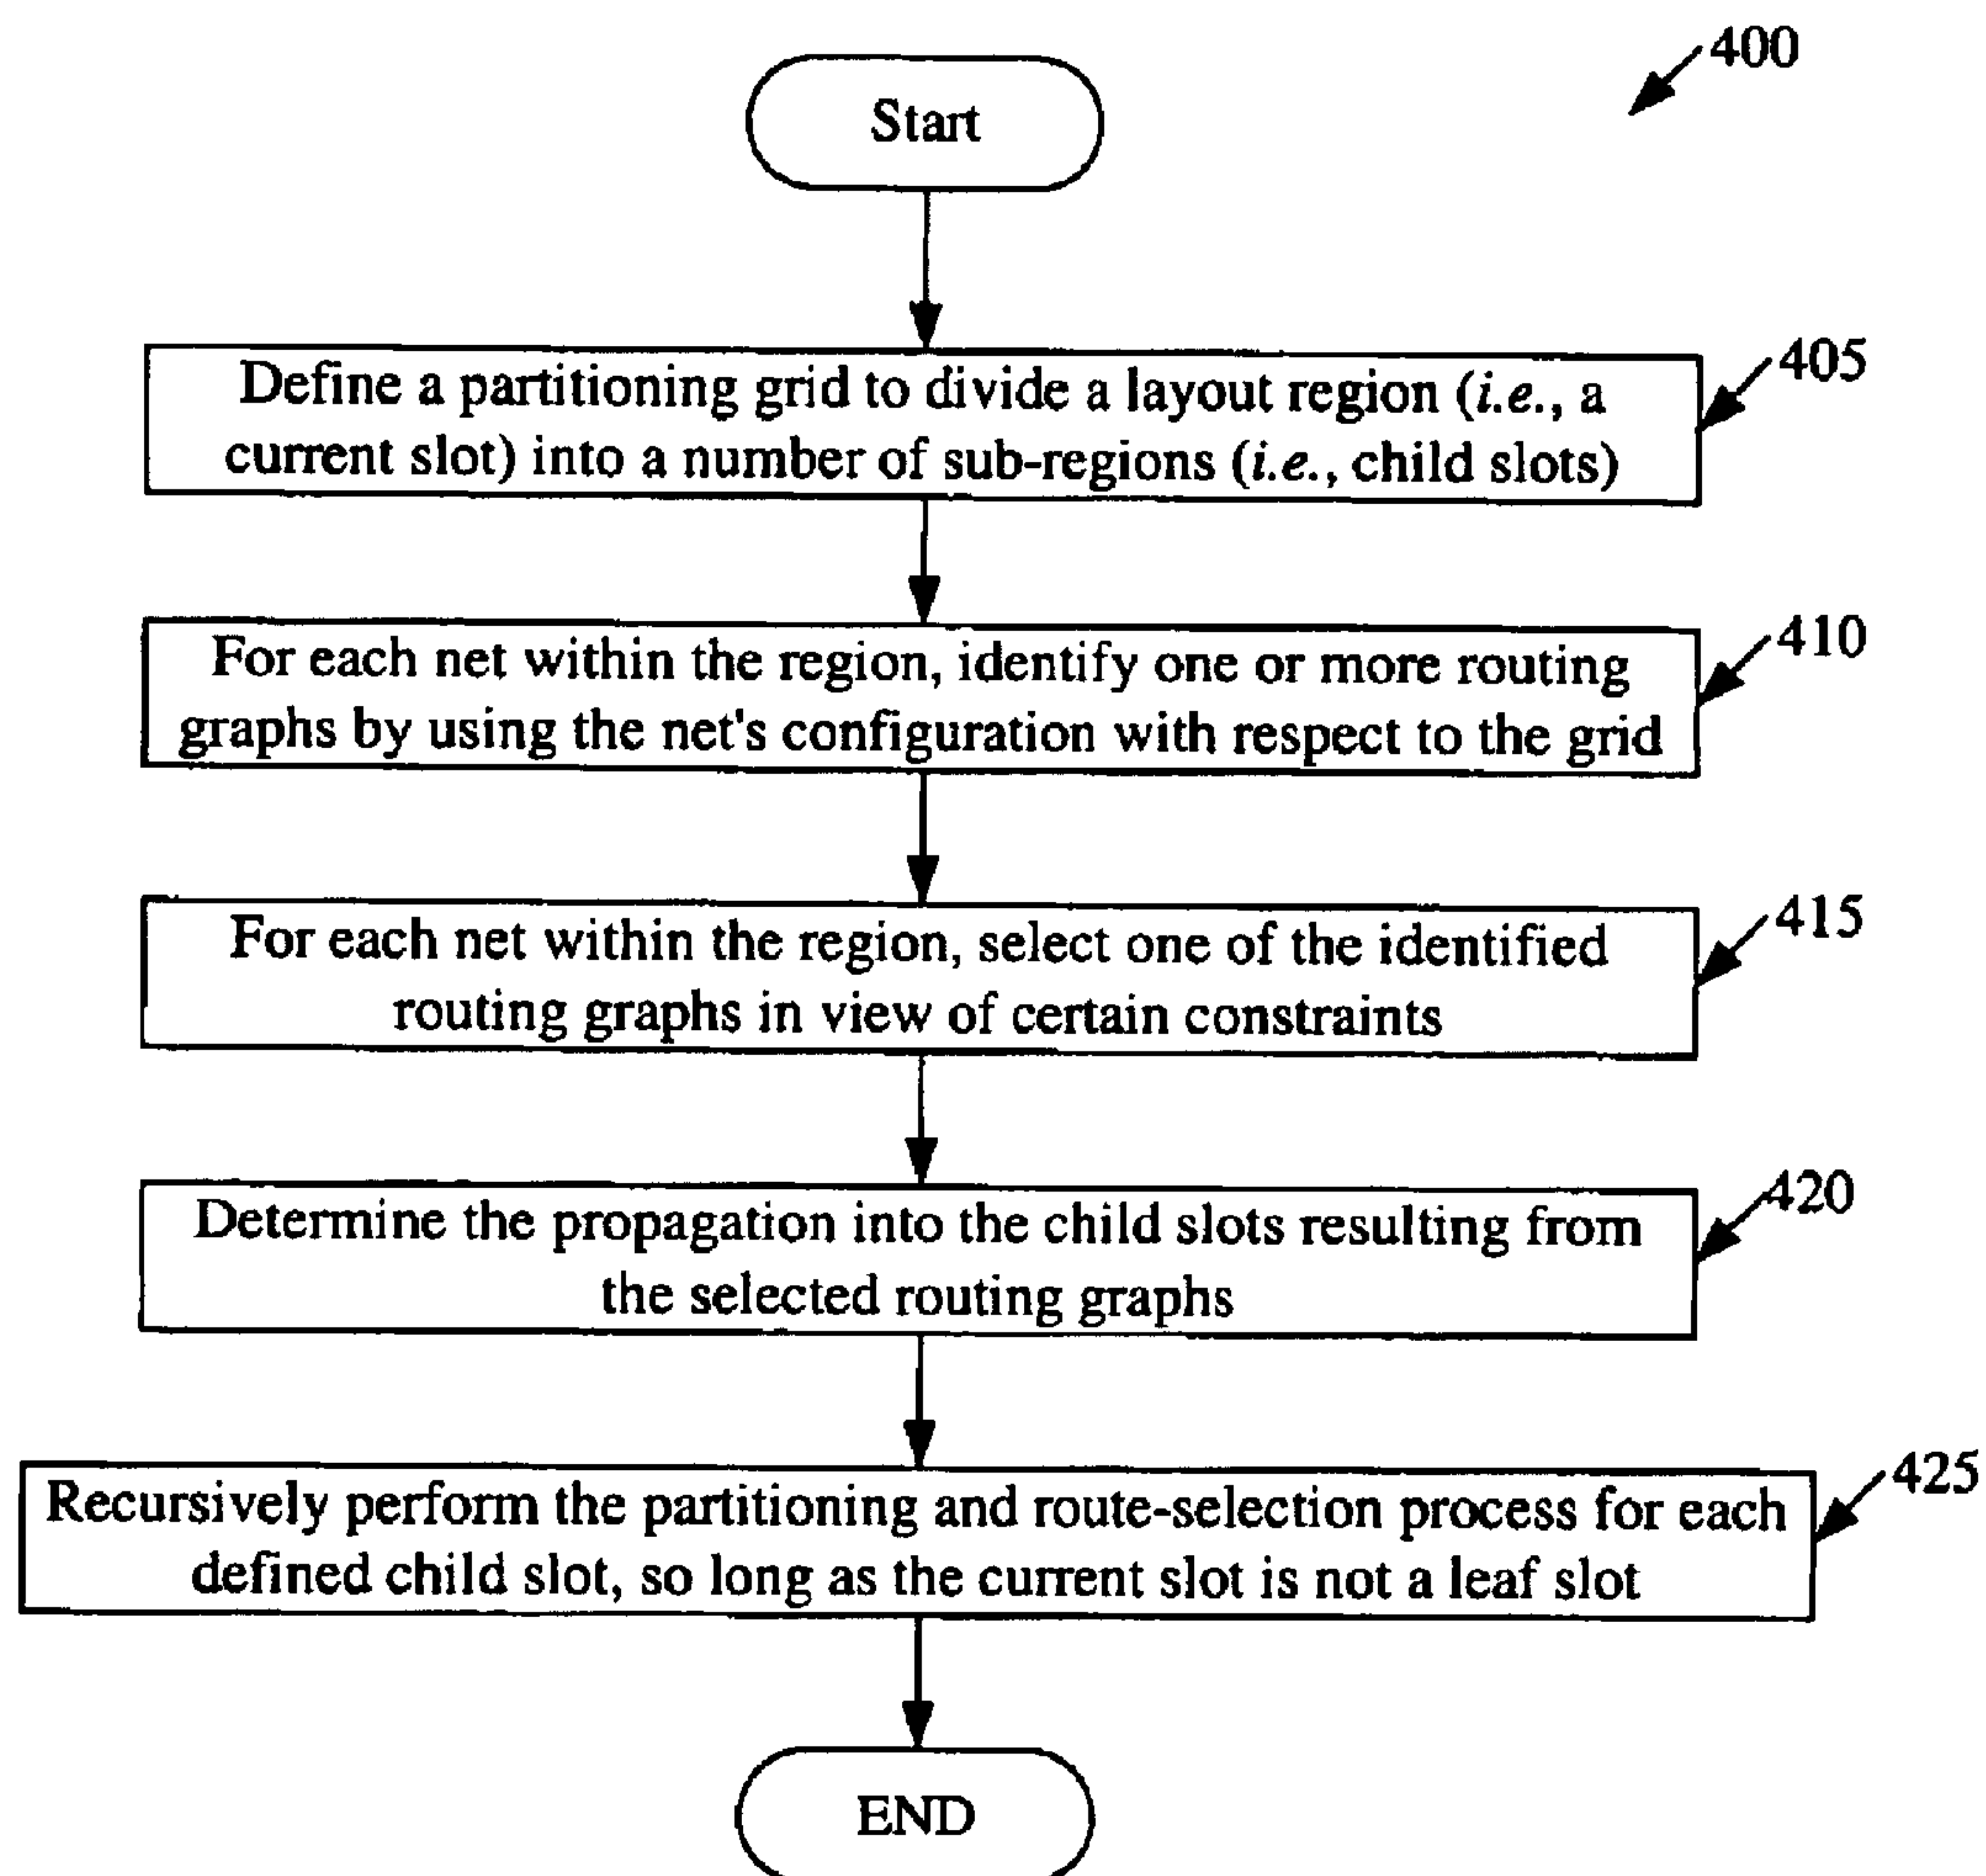 400
Start
405
Define a partitioning grid to divide a layout region (i.e., a
current slot) into a number of sub-regions (i.e., child slots)
410
For each net within the region, identify one or more routing
graphs by using the net's configuration with respect to the grid
415
For each net within the region, select one of the identified
routing graphs in view of certain constraints
420
Determine the propagation into the child slots resulting from
the selected routing graphs
425
Recursively perform the partitioning and route-selection process for each
defined child slot, so long as the current slot is not a leaf slot
END